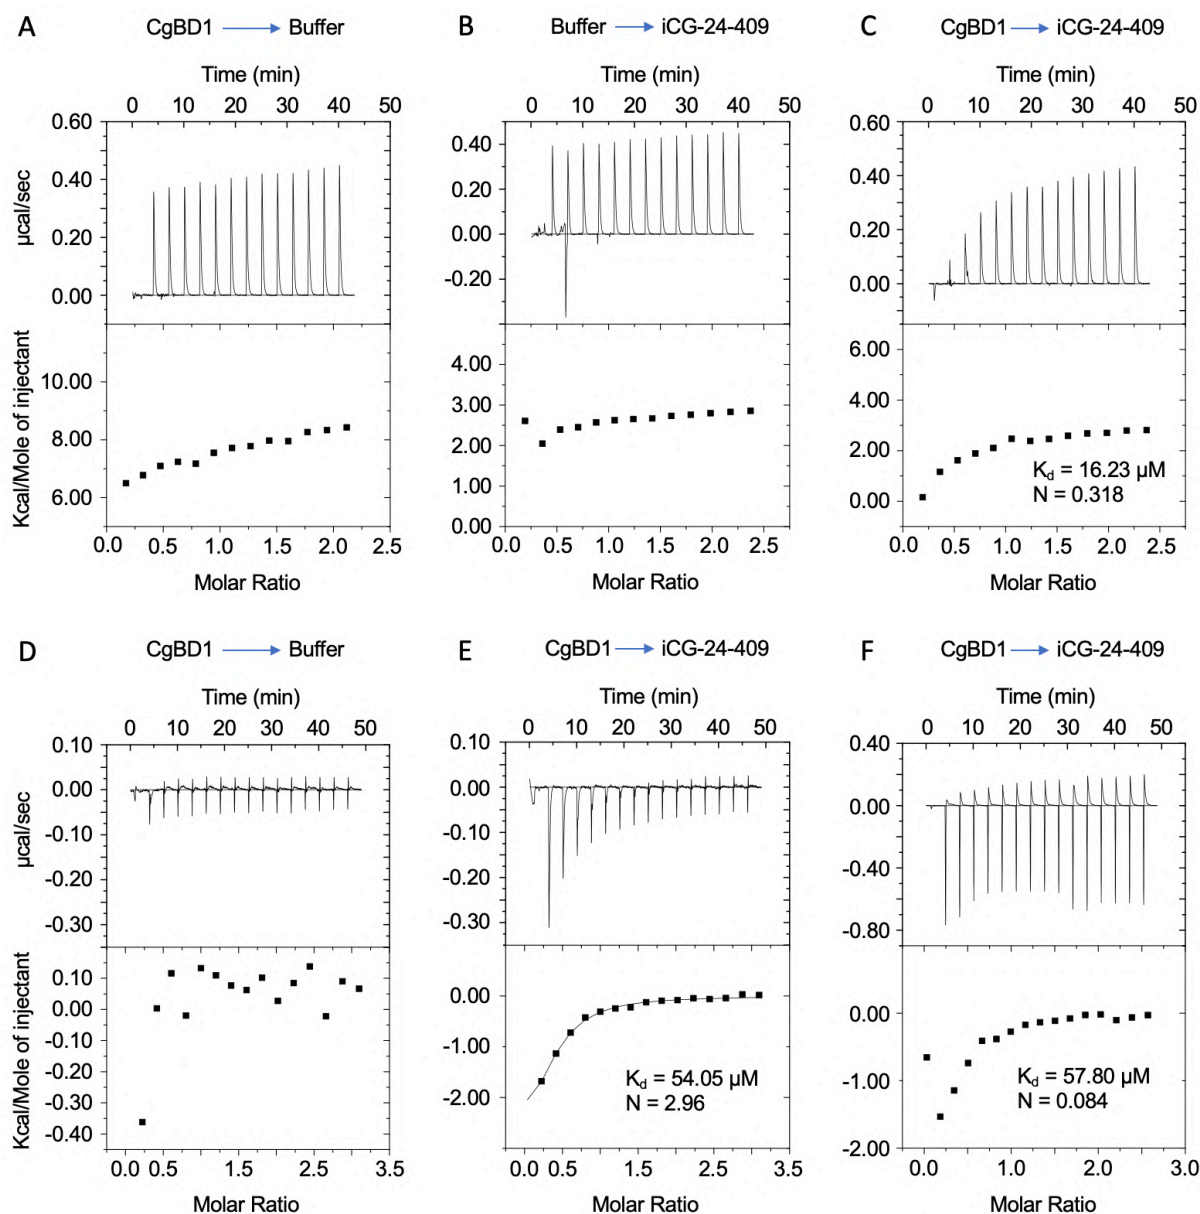 A CgBD1 → Buffer
Time (min)
0 10 20 30 40 50
0.60
0.40
0.20
0.00
µcal/sec
10.00
8.00
6.00
Kcal/Mole of injectant
0.0 0.5 1.0 1.5 2.0 2.5
Molar Ratio
B Buffer → iCG-24-409
Time (min)
0 10 20 30 40 50
0.40
0.20
0.00
-0.20
4.00
3.00
2.00
1.00
0.00
0.0 0.5 1.0 1.5 2.0 2.5
Molar Ratio
C CgBD1 → iCG-24-409
Time (min)
0 10 20 30 40 50
0.60
0.40
0.20
0.00
6.00
4.00
2.00
0.00
Kd = 16.23 µM
N = 0.318
0.0 0.5 1.0 1.5 2.0 2.5
Molar Ratio
D CgBD1 → Buffer
Time (min)
0 10 20 30 40 50
0.10
0.00
-0.10
-0.20
-0.30
µcal/sec
0.10
0.00
-0.10
-0.20
-0.30
-0.40
Kcal/Mole of injectant
0.0 0.5 1.5 2.5 3.5
Molar Ratio
E CgBD1 → iCG-24-409
Time (min)
0 10 20 30 40 50
0.10
0.00
-0.10
-0.20
-0.30
0.00
-1.00
-2.00
Kd = 54.05 µM
N = 2.96
0.0 0.5 1.5 2.5 3.5
Molar Ratio
F CgBD1 → iCG-24-409
Time (min)
0 10 20 30 40 50
0.40
0.00
-0.40
-0.80
0.00
-1.00
-2.00
Kd = 57.80 µM
N = 0.084
0.0 1.0 2.0 3.0
Molar Ratio